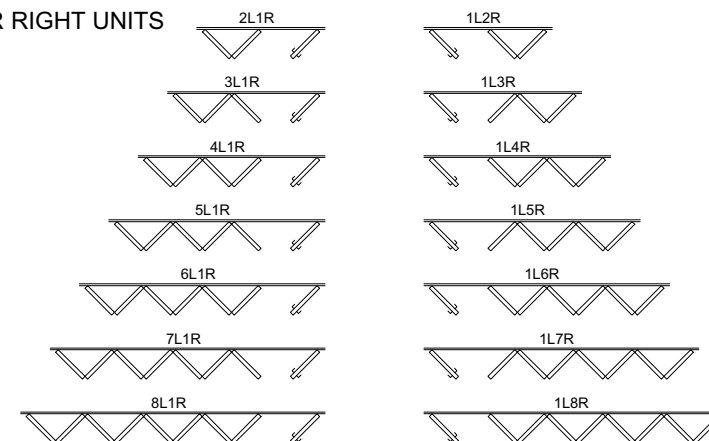 R RIGHT UNITS
2L1R 1L2R
3L1R 1L3R
4L1R 1L4R
5L1R 1L5R
6L1R 1L6R
7L1R 1L7R
8L1R 1L8R